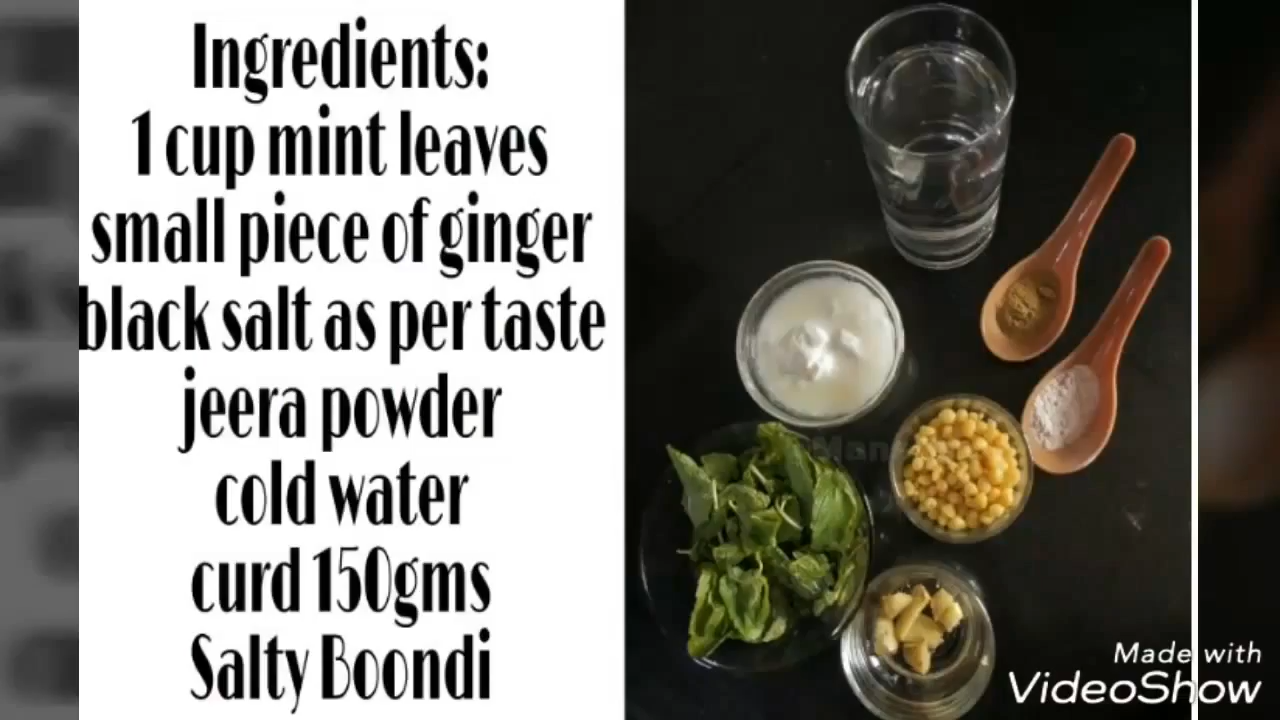 Ingredients:
1 cup mint leaves
small piece of ginger
black salt as per taste
jeera powder
cold water
curd 150gms
Salty Boondi
Made with
VideoShow